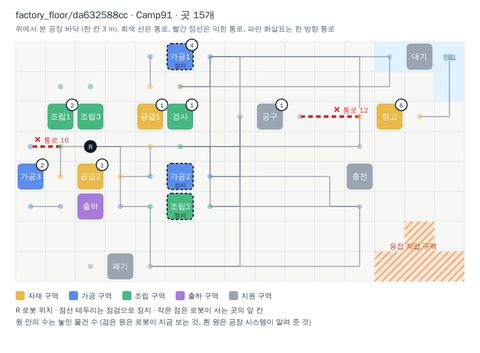 factory_floor/da632588cc · Camp91 · 곳 15개
위에서 본 공장 바닥 (한 칸 3 m). 회색 선은 통로, 빨간 점선은 막힌 통로, 파란 화살표는 한 방향 통로
4
가공1
점검
대기
진입
2
조립1
조립3
1
공급1
1
검사
1
공구
✕ 통로 12
6
창고
✕ 통로 16
R
2
가공3
1
공급2
가공2
점검
충전
출하
조립2
점검
용접 작업 구역
폐기
자재 구역
가공 구역
조립 구역
출하 구역
지원 구역
R 로봇 위치 · 점선 테두리는 점검으로 정지 · 작은 점은 로봇이 서는 곳의 앞 칸
원 안의 수는 놓인 물건 수 (검은 원은 로봇이 지금 보는 것, 흰 원은 공장 시스템이 알려 준 것)